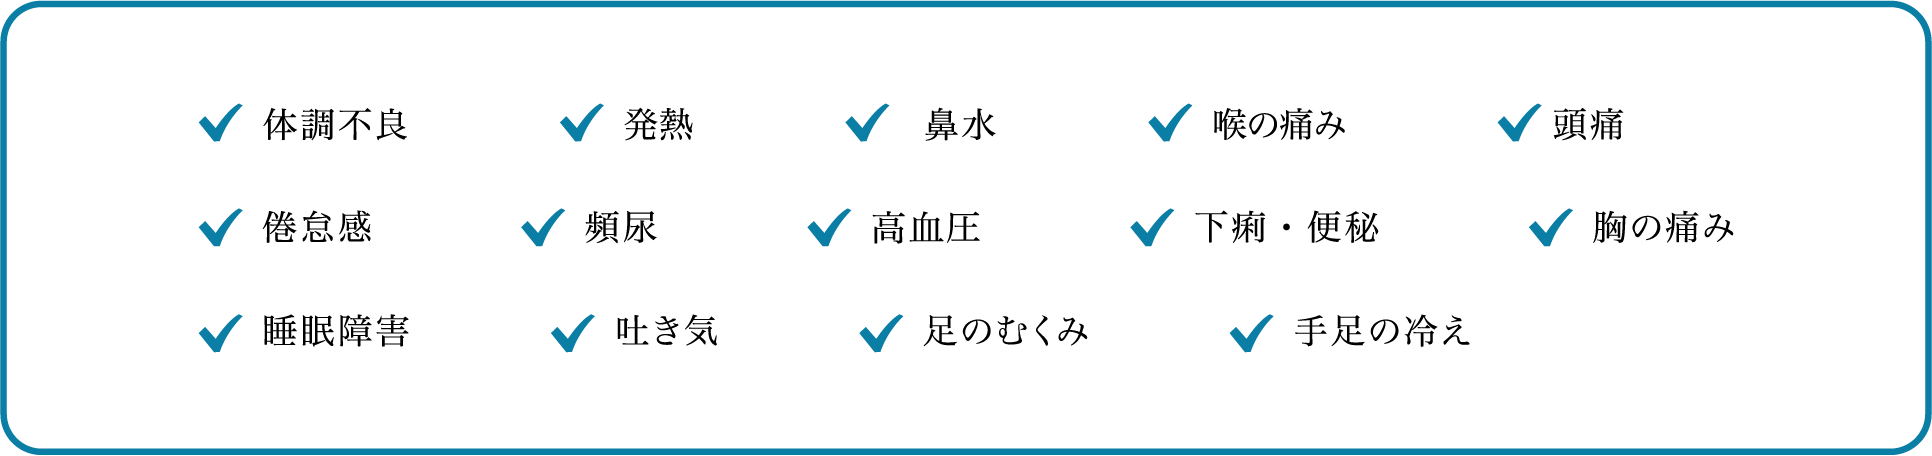 体調不良 発熱 鼻水 喉の痛み 頭痛
倦怠感 頻尿 高血圧 下痢・便秘 胸の痛み
睡眠障害 吐き気 足のむくみ 手足の冷え